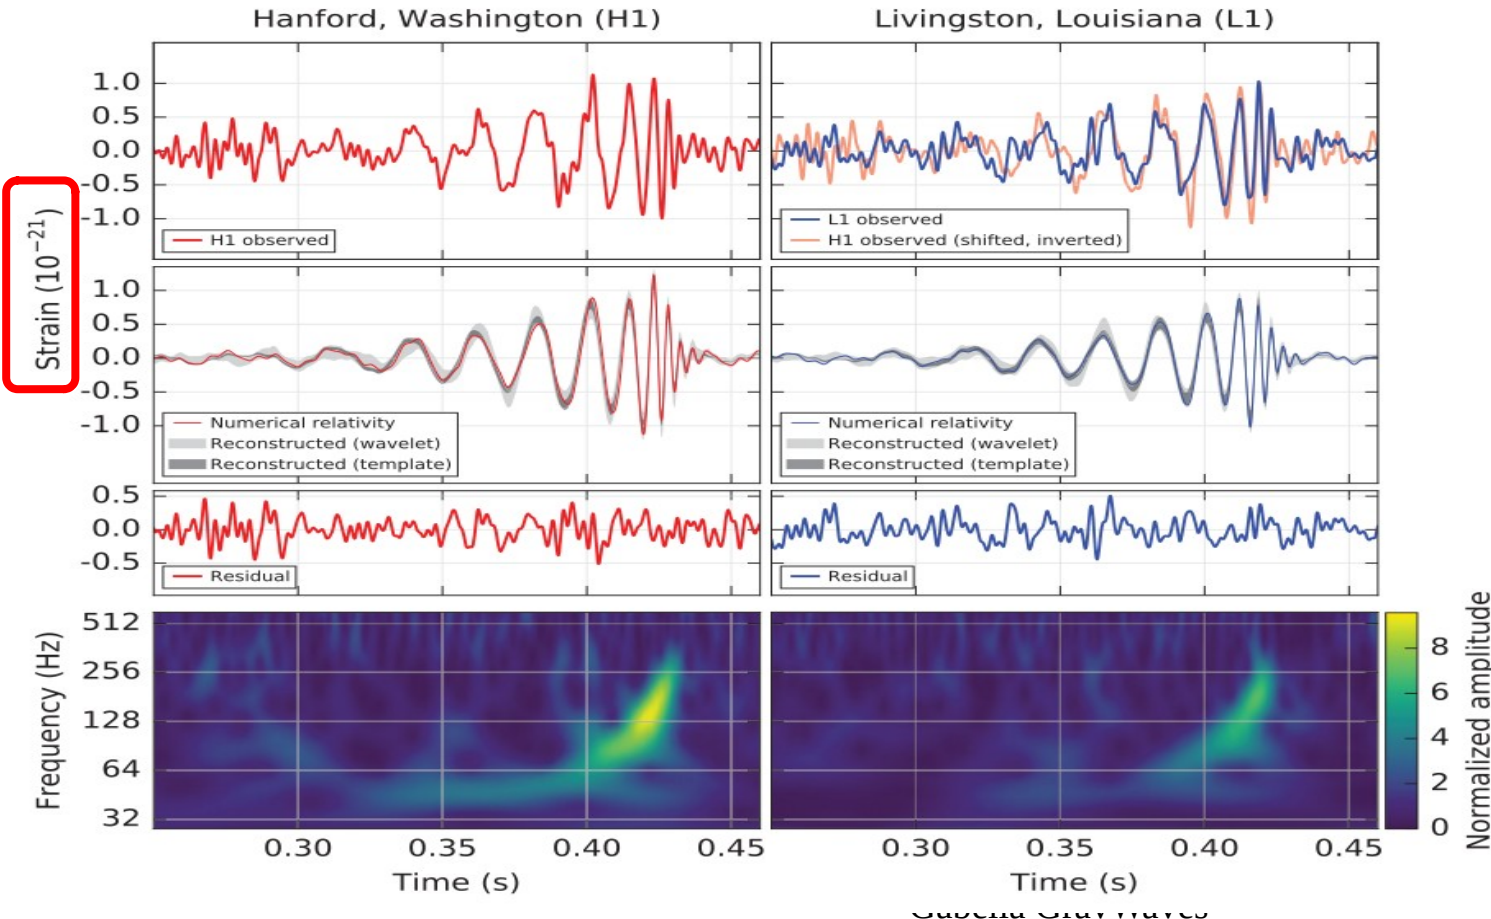 Hanford, Washington (H1)
Livingston, Louisiana (L1)
1.0
0.5
0.0
-0.5
-1.0
H1 observed
L1 observed
H1 observed (shifted, inverted)
Strain (10⁻²¹)
1.0
0.5
0.0
-0.5
-1.0
Numerical relativity
Reconstructed (wavelet)
Reconstructed (template)
Numerical relativity
Reconstructed (wavelet)
Reconstructed (template)
0.5
0.0
-0.5
Residual
Residual
Frequency (Hz)
512
256
128
64
32
8
6
4
2
0
Normalized amplitude
0.30 0.35 0.40 0.45
0.30 0.35 0.40 0.45
Time (s)
Time (s)